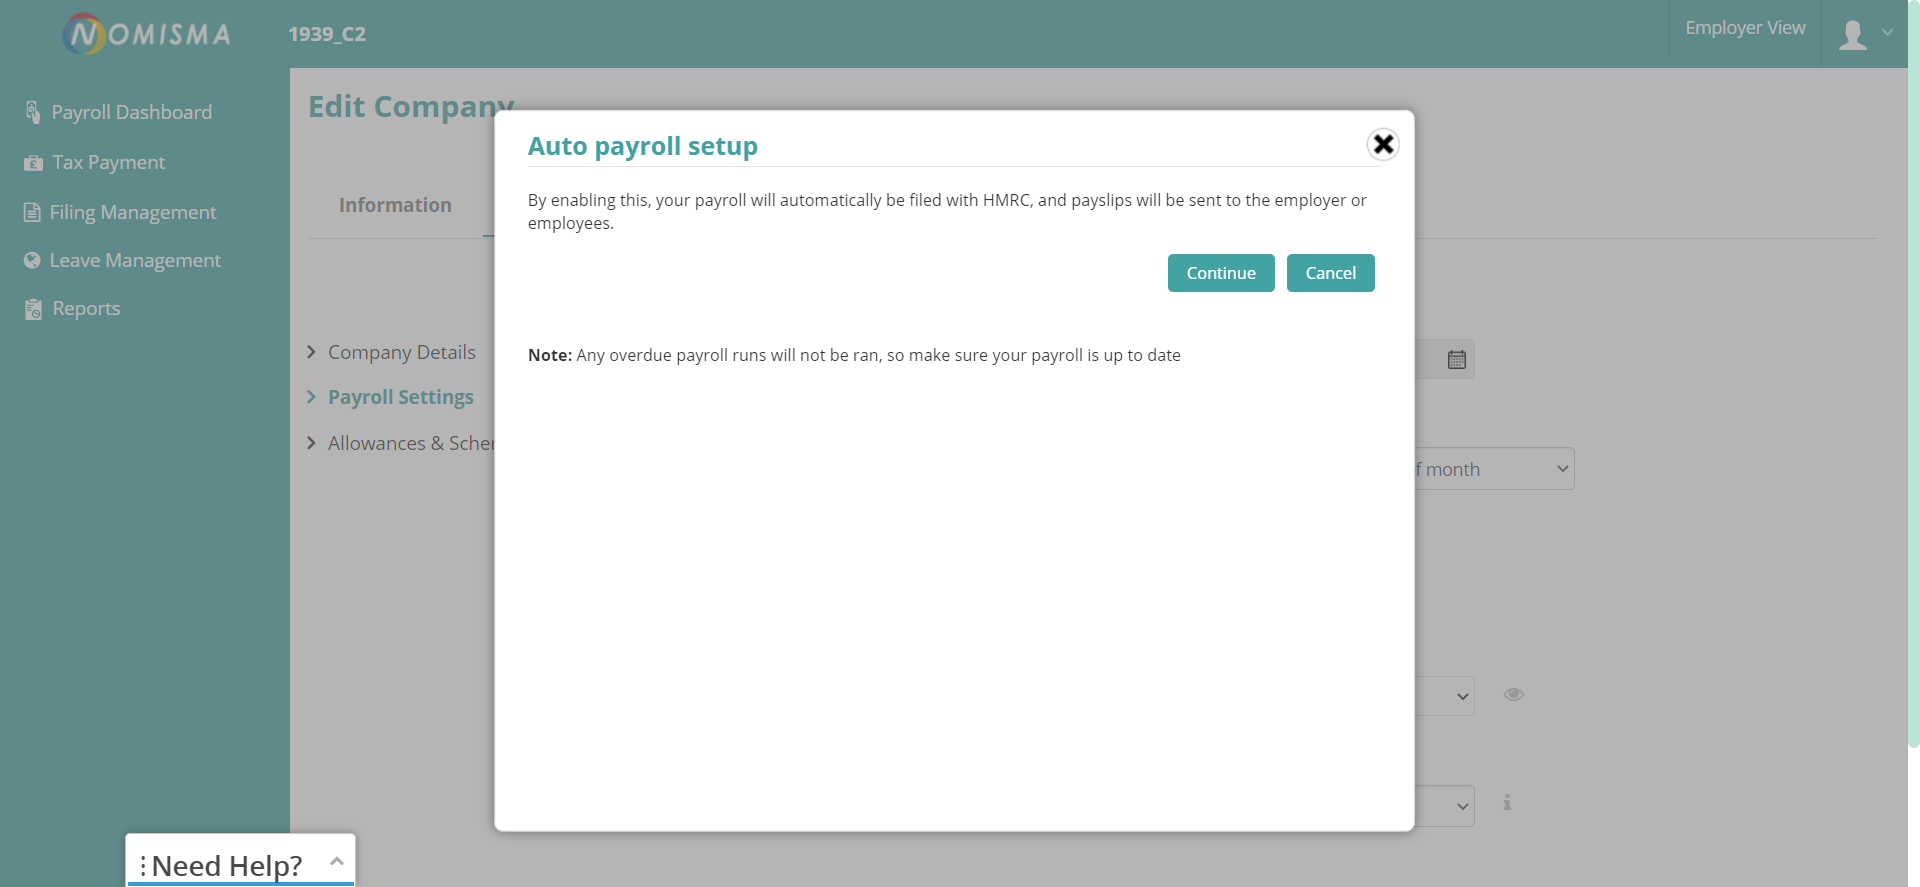 NOMISMA
1939_C2
Employer View
Payroll Dashboard
Tax Payment
Filing Management
Leave Management
Reports
Edit Company
Information
Company Details
Payroll Settings
Allowances & Scher
Auto payroll setup
By enabling this, your payroll will automatically be filed with HMRC, and payslips will be sent to the employer or
employees.
Continue
Cancel
Note: Any overdue payroll runs will not be ran, so make sure your payroll is up to date
f month
Need Help?